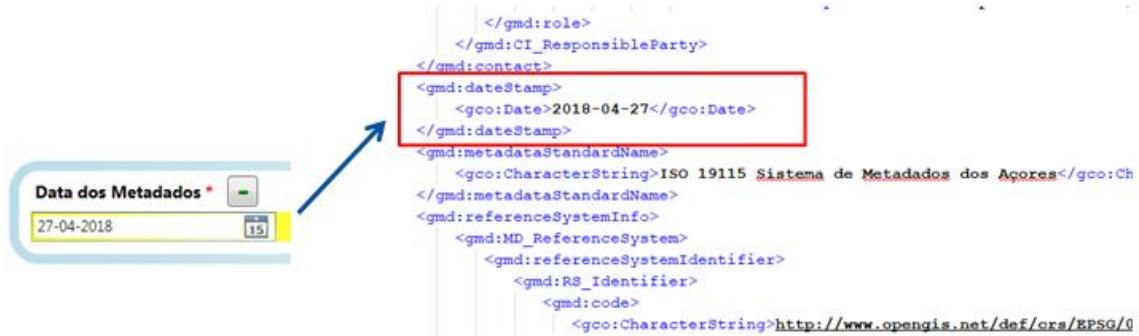 Data dos Metadados * -
27-04-2018 15
</gmd:role>
</gmd:CI_ResponsibleParty>
</gmd:contact>
<gmd:dateStamp>
<gco:Date>2018-04-27</gco:Date>
</gmd:dateStamp>
<gmd:metadataStandardName>
<gco:CharacterString>ISO 19115 Sistema de Metadados dos Açores</gco:Ch
</gmd:metadataStandardName>
<gmd:referenceSystemInfo>
<gmd:MD_ReferenceSystem>
<gmd:referenceSystemIdentifier>
<gmd:RS_Identifier>
<gmd:code>
<gco:CharacterString>http://www.opengis.net/def/crs/EPSG/0